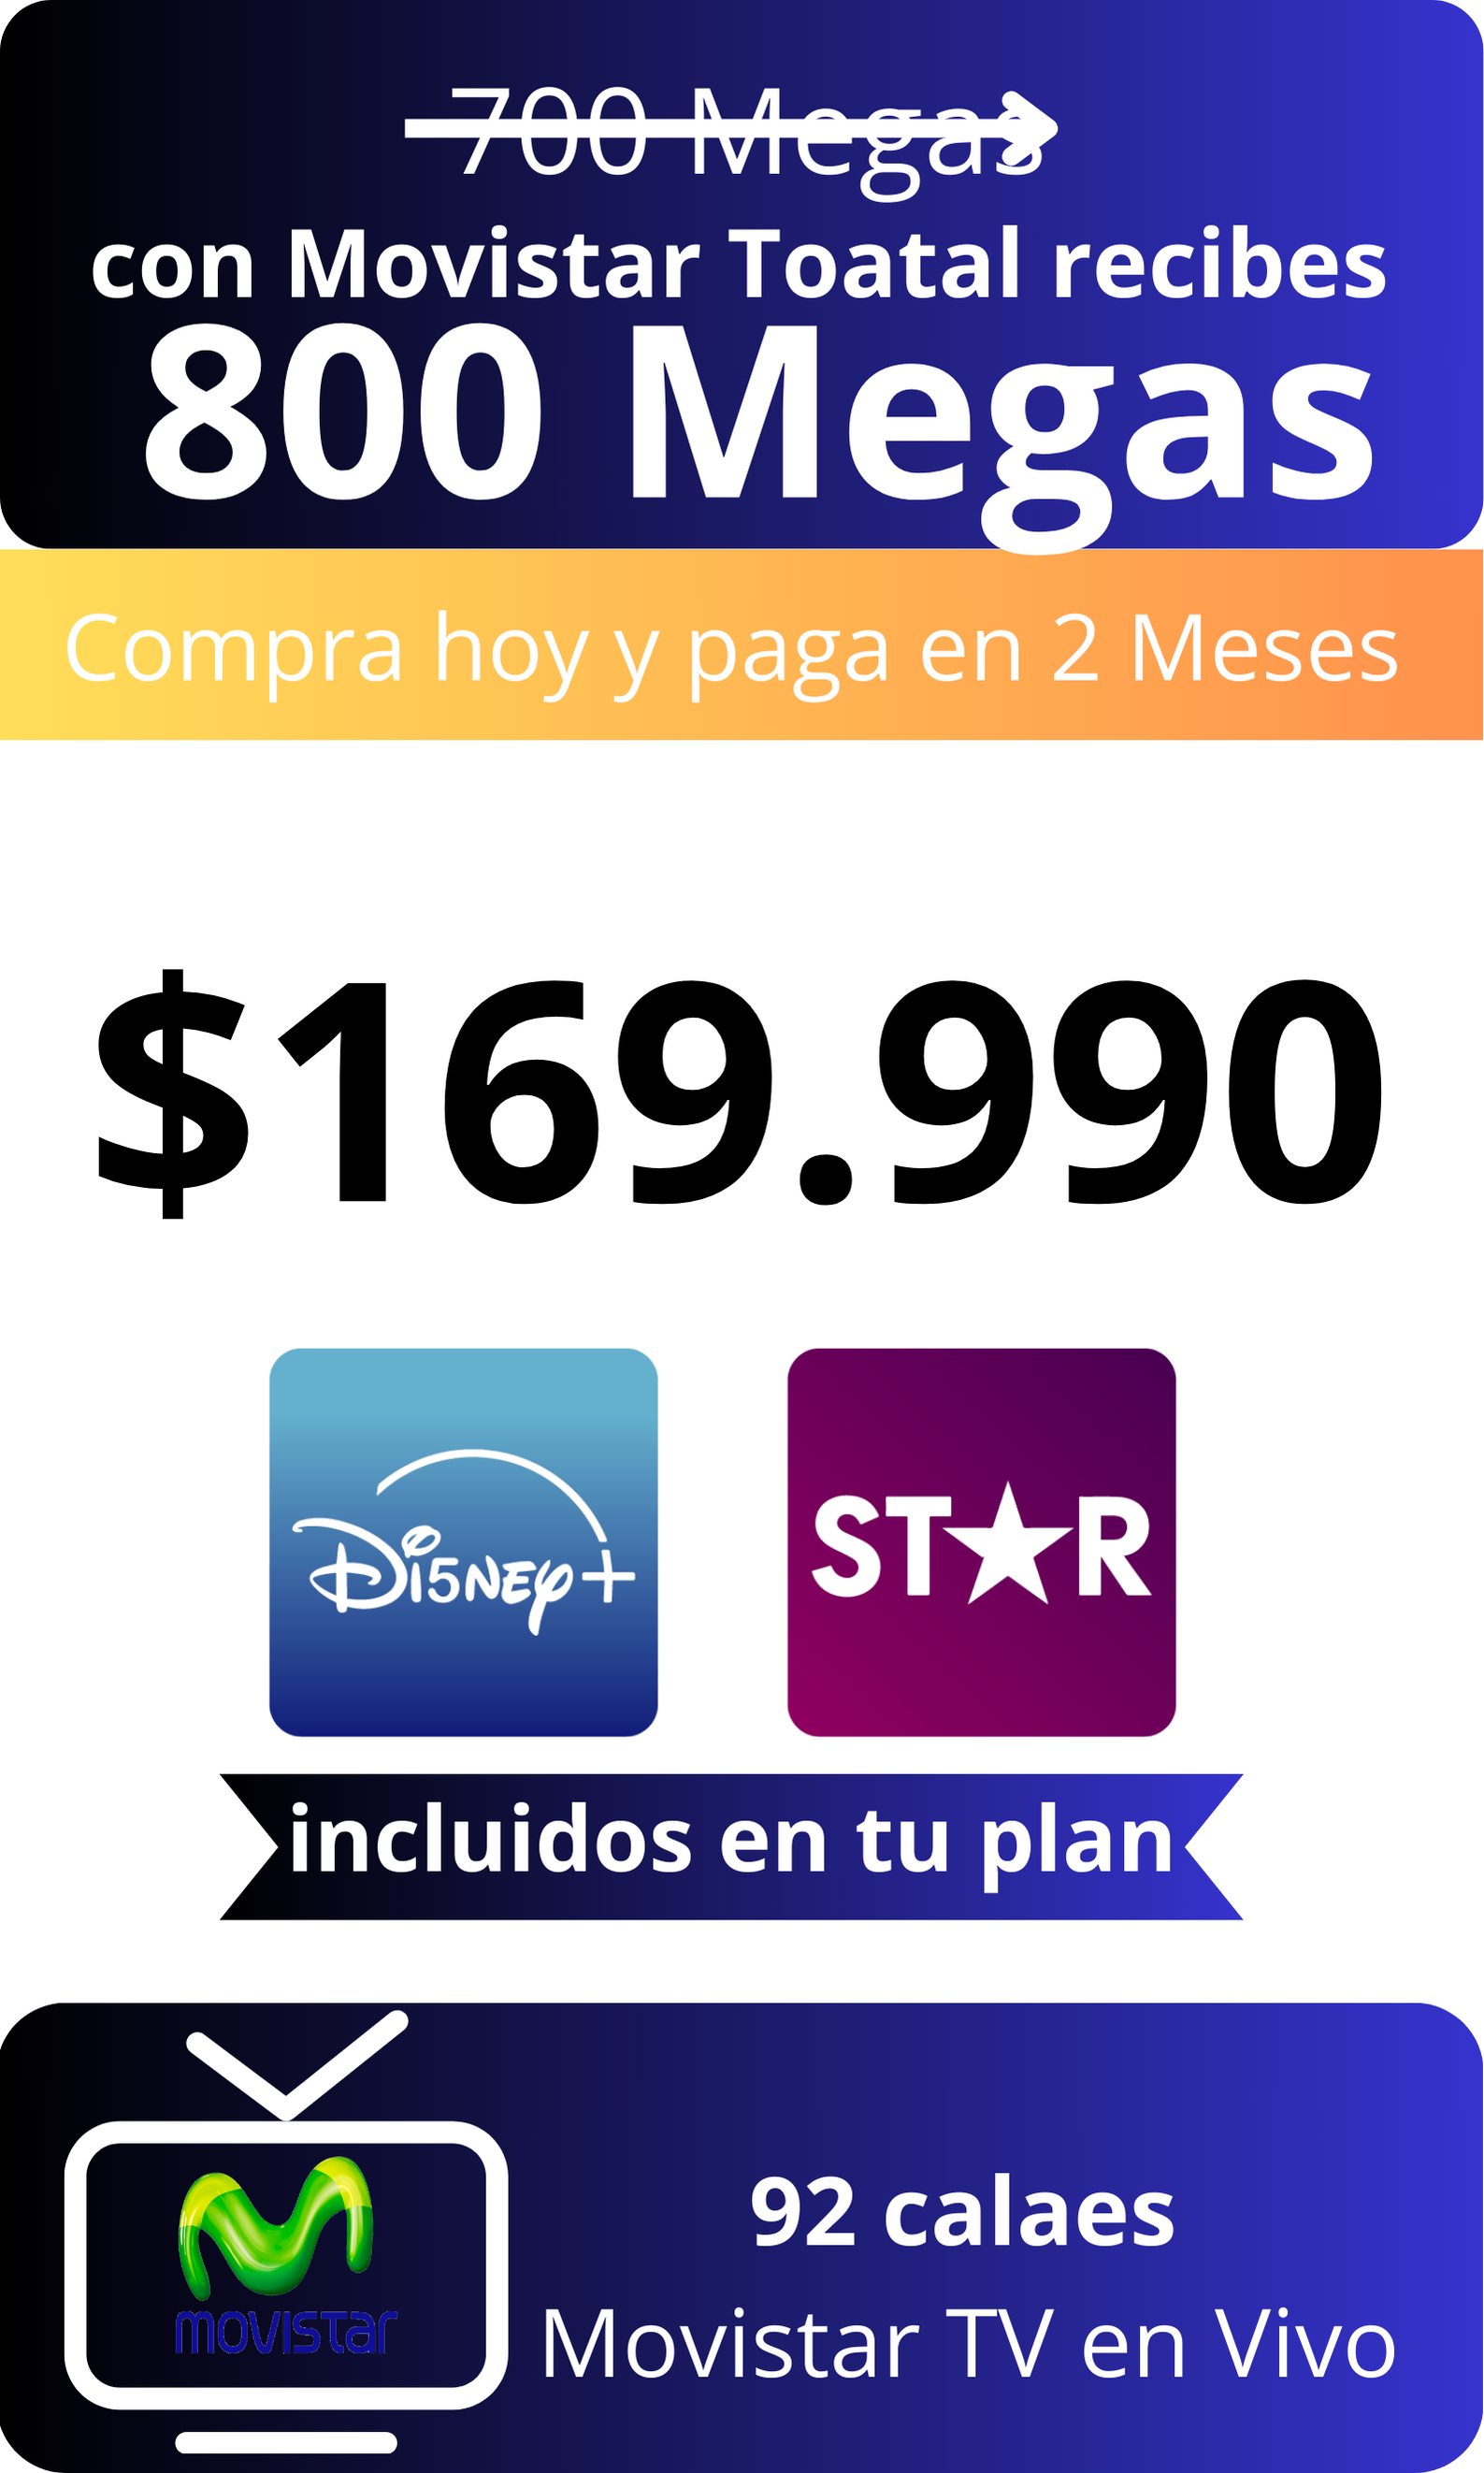 700 Megas
con Movistar Toatal recibes
800 Megas
Compra hoy y paga en 2 Meses
$169.990
Disney+ STAR
incluidos en tu plan
92 calaes
movistar
Movistar TV en Vivo